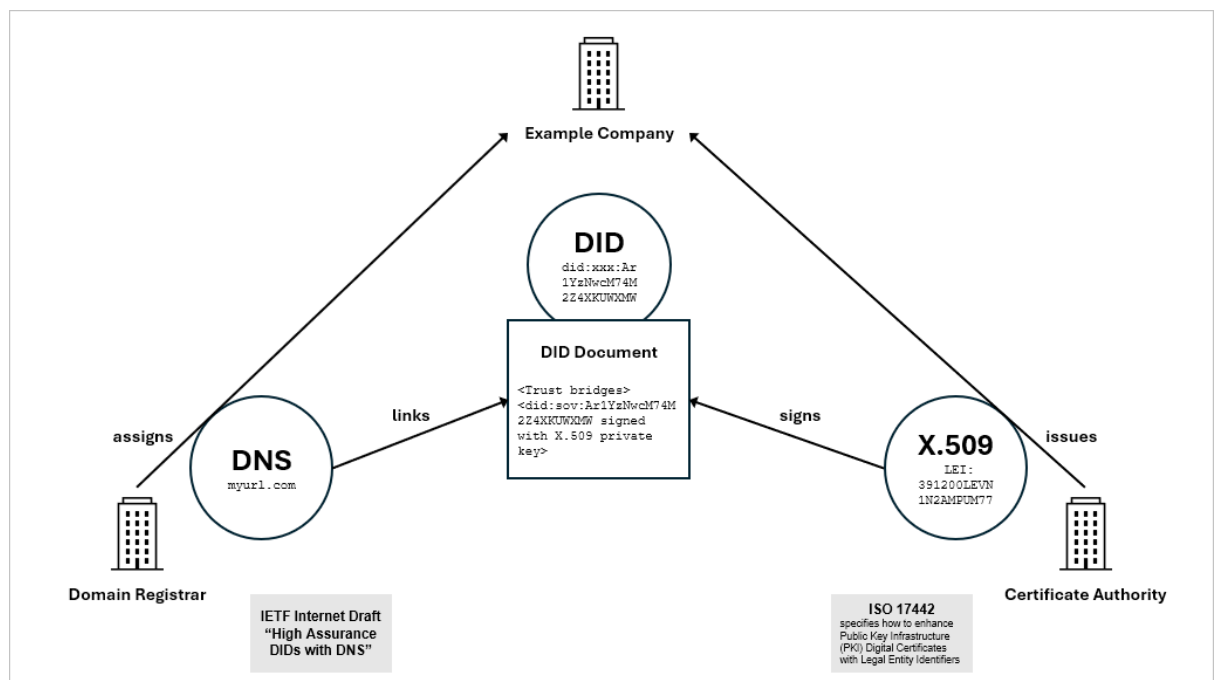 Example Company
DID
did:xxx:Ar
1YzNwcM74M
2Z4XKUWXMW
DID Document
<Trust bridges>
<did:sov:Ar1YzNwcM74M
2Z4XKUWXMW signed
with X.509 private
key>
links
signs
assigns
issues
DNS
myurl.com
X.509
LEI:
391200LEVN
1N2AMPUM77
Domain Registrar
Certificate Authority
IETF Internet Draft
“High Assurance
DIDs with DNS”
ISO 17442
specifies how to enhance
Public Key Infrastructure
(PKI) Digital Certificates
with Legal Entity Identifiers